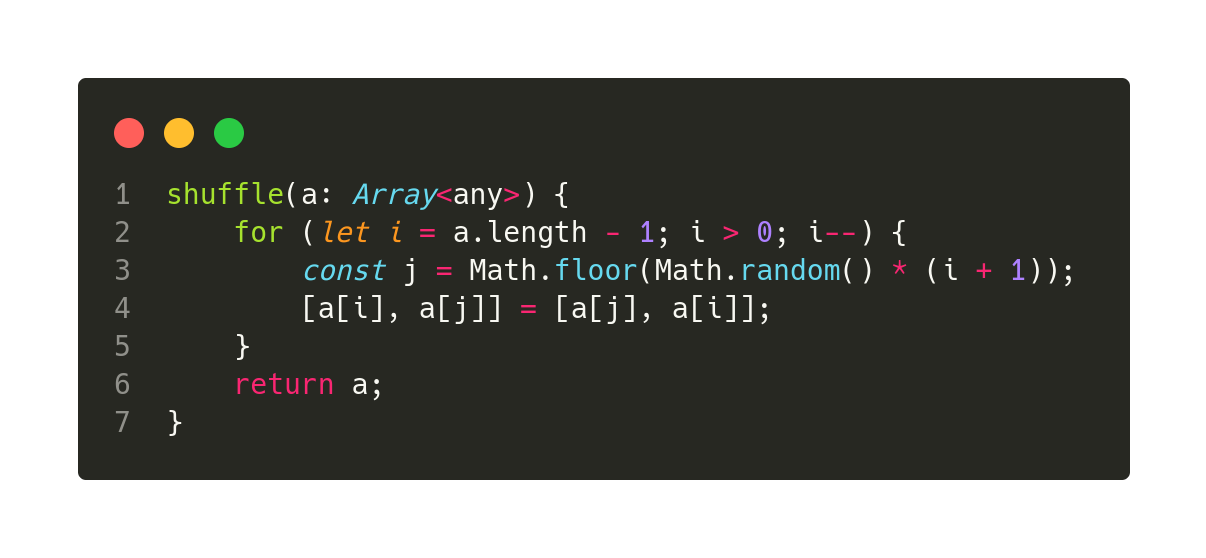 1 shuffle(a: Array<any>) {
2     for (let i = a.length - 1; i > 0; i--) {
3         const j = Math.floor(Math.random() * (i + 1));
4         [a[i], a[j]] = [a[j], a[i]];
5     }
6     return a;
7 }